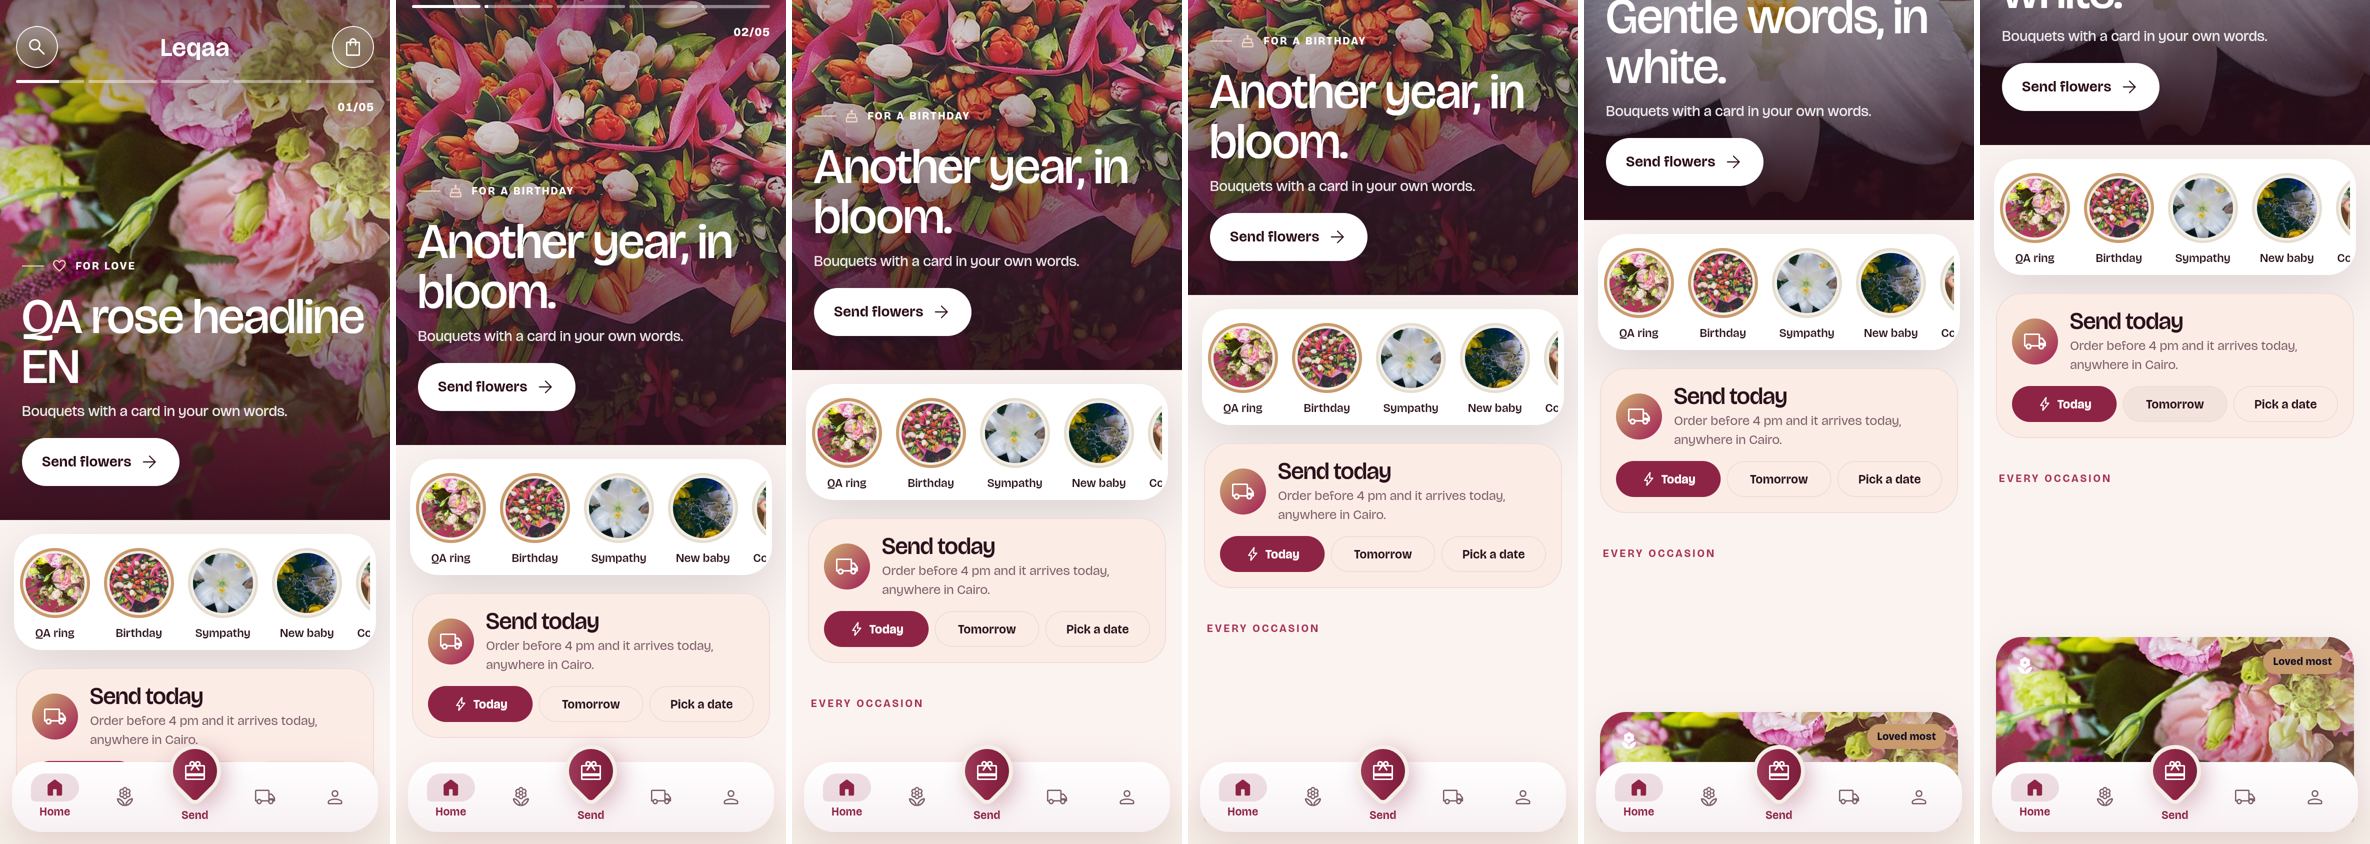 Leqaa
01/05
FOR LOVE
QA rose headline
EN
Bouquets with a card in your own words.
Send flowers
QA ring
Birthday
Sympathy
New baby
Co
Send today
Order before 4 pm and it arrives today,
anywhere in Cairo.
Home
Send
02/05
FOR A BIRTHDAY
Another year, in
bloom.
Bouquets with a card in your own words.
Send flowers
QA ring
Birthday
Sympathy
New baby
Co
Send today
Order before 4 pm and it arrives today,
anywhere in Cairo.
Today
Tomorrow
Pick a date
Home
Send
FOR A BIRTHDAY
Another year, in
bloom.
Bouquets with a card in your own words.
Send flowers
QA ring
Birthday
Sympathy
New baby
Co
Send today
Order before 4 pm and it arrives today,
anywhere in Cairo.
Today
Tomorrow
Pick a date
EVERY OCCASION
Home
Send
FOR A BIRTHDAY
Another year, in
bloom.
Bouquets with a card in your own words.
Send flowers
QA ring
Birthday
Sympathy
New baby
Co
Send today
Order before 4 pm and it arrives today,
anywhere in Cairo.
Today
Tomorrow
Pick a date
EVERY OCCASION
Home
Send
Gentle words, in
white.
Bouquets with a card in your own words.
Send flowers
QA ring
Birthday
Sympathy
New baby
Co
Send today
Order before 4 pm and it arrives today,
anywhere in Cairo.
Today
Tomorrow
Pick a date
EVERY OCCASION
Loved most
Home
Send
white.
Bouquets with a card in your own words.
Send flowers
QA ring
Birthday
Sympathy
New baby
Co
Send today
Order before 4 pm and it arrives today,
anywhere in Cairo.
Today
Tomorrow
Pick a date
EVERY OCCASION
Loved most
Home
Send